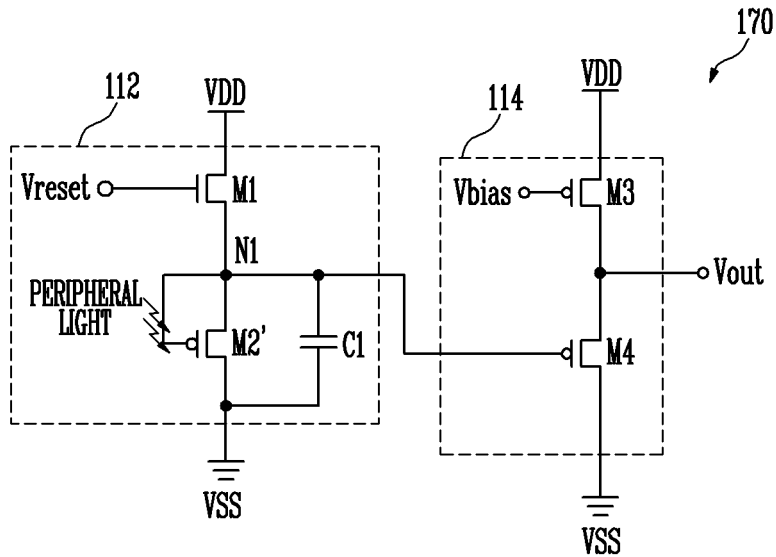 170
112
VDD
114
VDD
Vreset
M1
Vbias
M3
N1
Vout
PERIPHERAL
LIGHT
M2'
C1
M4
VSS
VSS